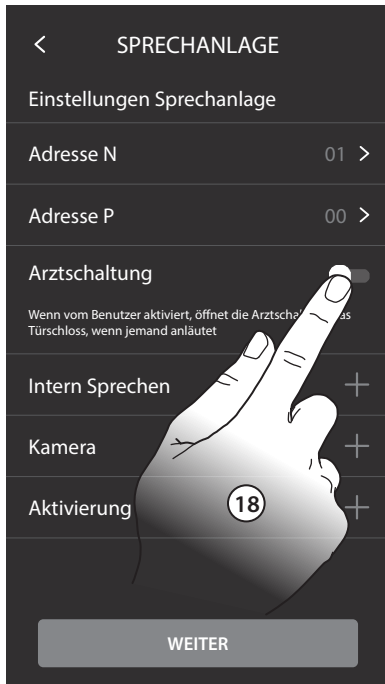 SPRECHANLAGE
Einstellungen Sprechanlage
Adresse N 01
Adresse P 00
Arztschaltung
Wenn vom Benutzer aktiviert, öffnet die
Türschloss, wenn jemand anläutet
Intern Sprechen
Kamera
Aktivierung
18
WEITER